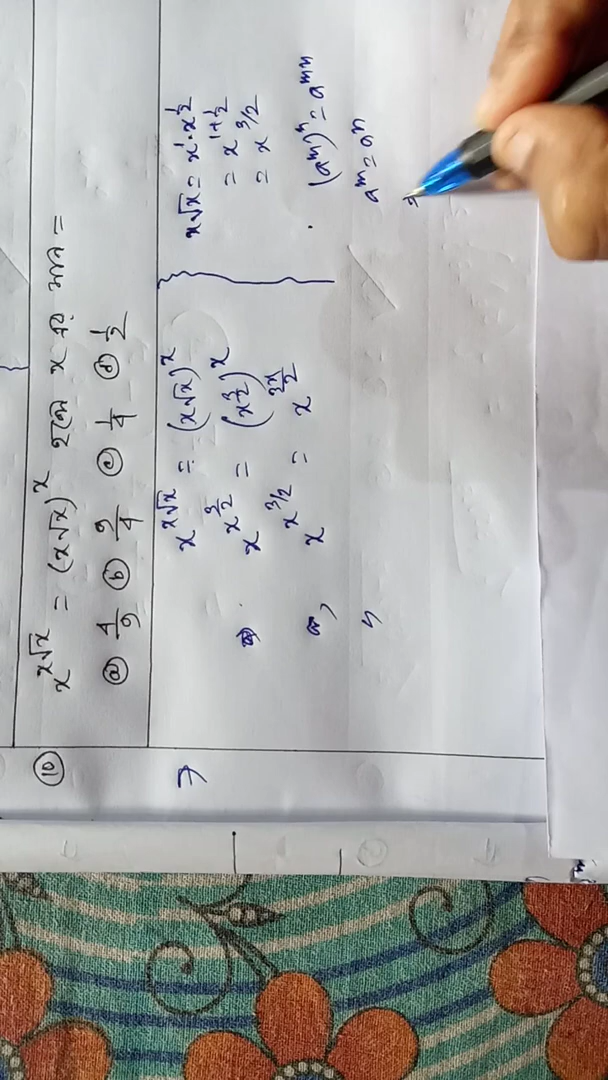 ⑩ x^{x√x} = (x√x)^x হলে x এর মান =
ⓐ 4/9 ⓑ 9/4 ⓒ 1/4 ⓓ 1/2
x^{x√x} = (x√x)^x
x^{x^{3/2}} = (x^{3/2})^x
বা, x^{x^{3/2}} = x^{3x/2}
x√x = x^1 · x^{1/2}
= x^{1+1/2}
= x^{3/2}
(a^m)^n = a^{mn}
a^m = a^n